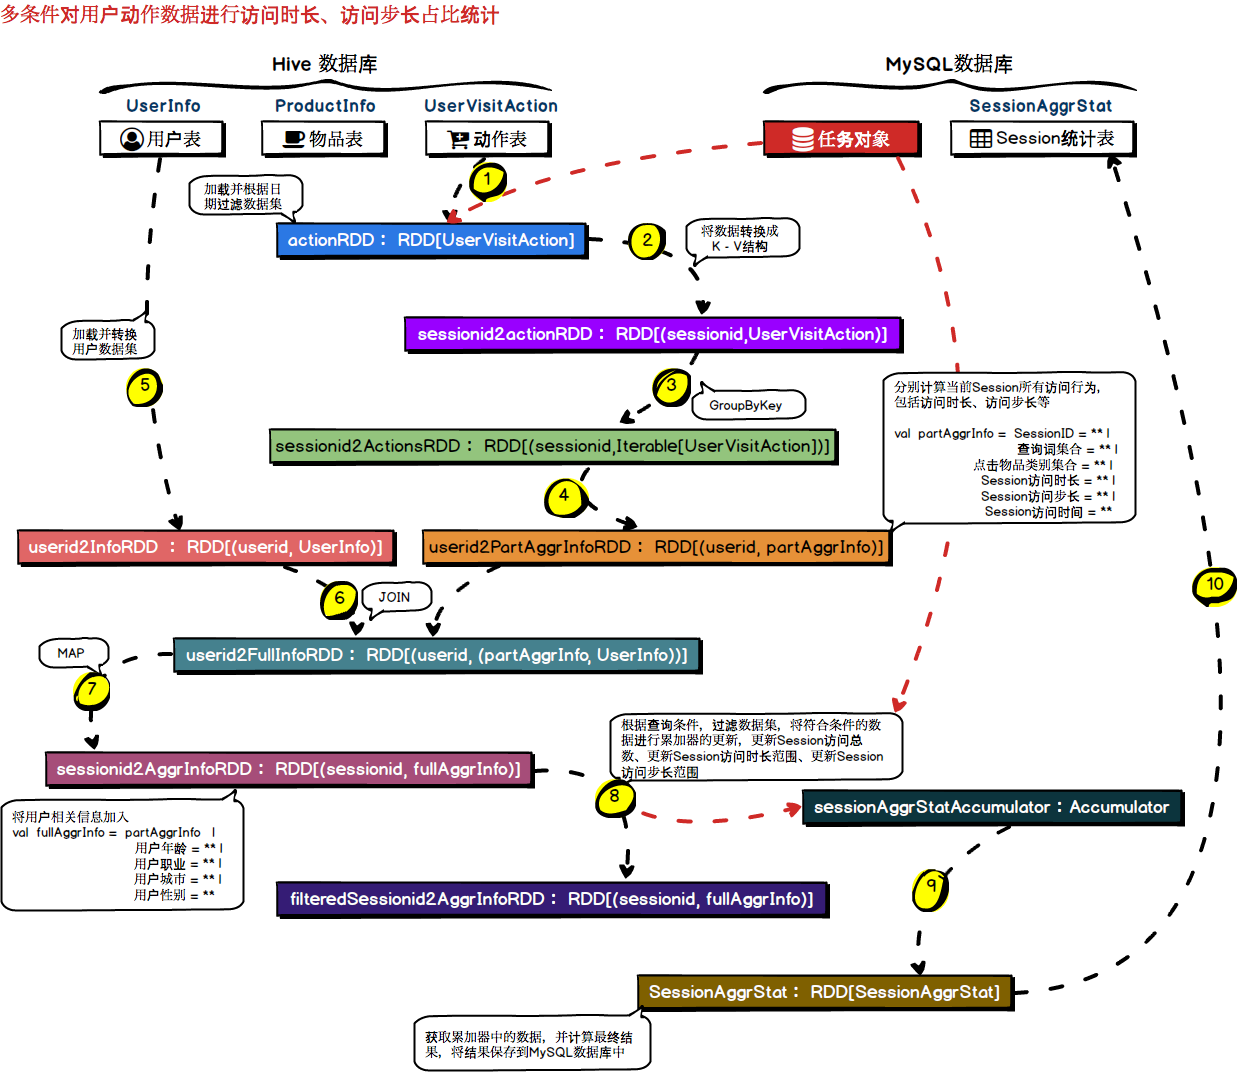 多条件对用户动作数据进行访问时长、访问步长占比统计
Hive 数据库
MySQL数据库
UserInfo
ProductInfo
UserVisitAction
SessionAggrStat
用户表
物品表
动作表
任务对象
Session统计表
1
加载并根据日
期过滤数据集
actionRDD： RDD[UserVisitAction]
2
将数据转换成
K - V结构
sessionid2actionRDD： RDD[(sessionid,UserVisitAction)]
加载并转换
用户数据集
5
3
GroupByKey
分别计算当前Session所有访问行为,
包括访问时长、访问步长等
val partAggrInfo = SessionID = ** |
查询词集合 = ** |
点击物品类别集合 = ** |
Session访问时长 = ** |
Session访问步长 = ** |
Session访问时间 = **
sessionid2ActionsRDD： RDD[(sessionid,Iterable[UserVisitAction])]
4
userid2InfoRDD ： RDD[(userid, UserInfo)]
userid2PartAggrInfoRDD： RDD[(userid, partAggrInfo)]
6
JOIN
10
userid2FullInfoRDD： RDD[(userid, (partAggrInfo, UserInfo))]
MAP
7
根据查询条件，过滤数据集，将符合条件的数
据进行累加器的更新，更新Session访问总
数、更新Session访问时长范围、更新Session
访问步长范围
sessionid2AggrInfoRDD： RDD[(sessionid, fullAggrInfo)]
8
sessionAggrStatAccumulator：Accumulator
将用户相关信息加入
val fullAggrInfo = partAggrInfo |
用户年龄 = ** |
用户职业 = ** |
用户城市 = ** |
用户性别 = **
9
filteredSessionid2AggrInfoRDD： RDD[(sessionid, fullAggrInfo)]
SessionAggrStat： RDD[SessionAggrStat]
获取累加器中的数据，并计算最终结
果，将结果保存到MySQL数据库中